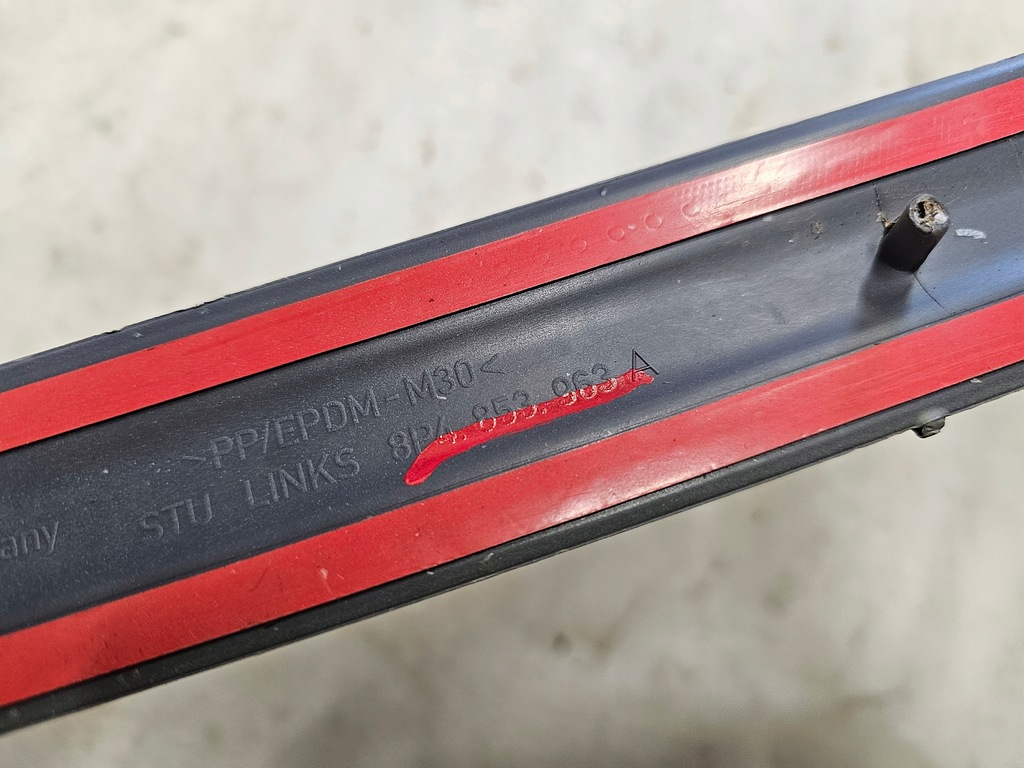 >PP/EPDM-M30<
any STU LINKS 8P4.853.963 A